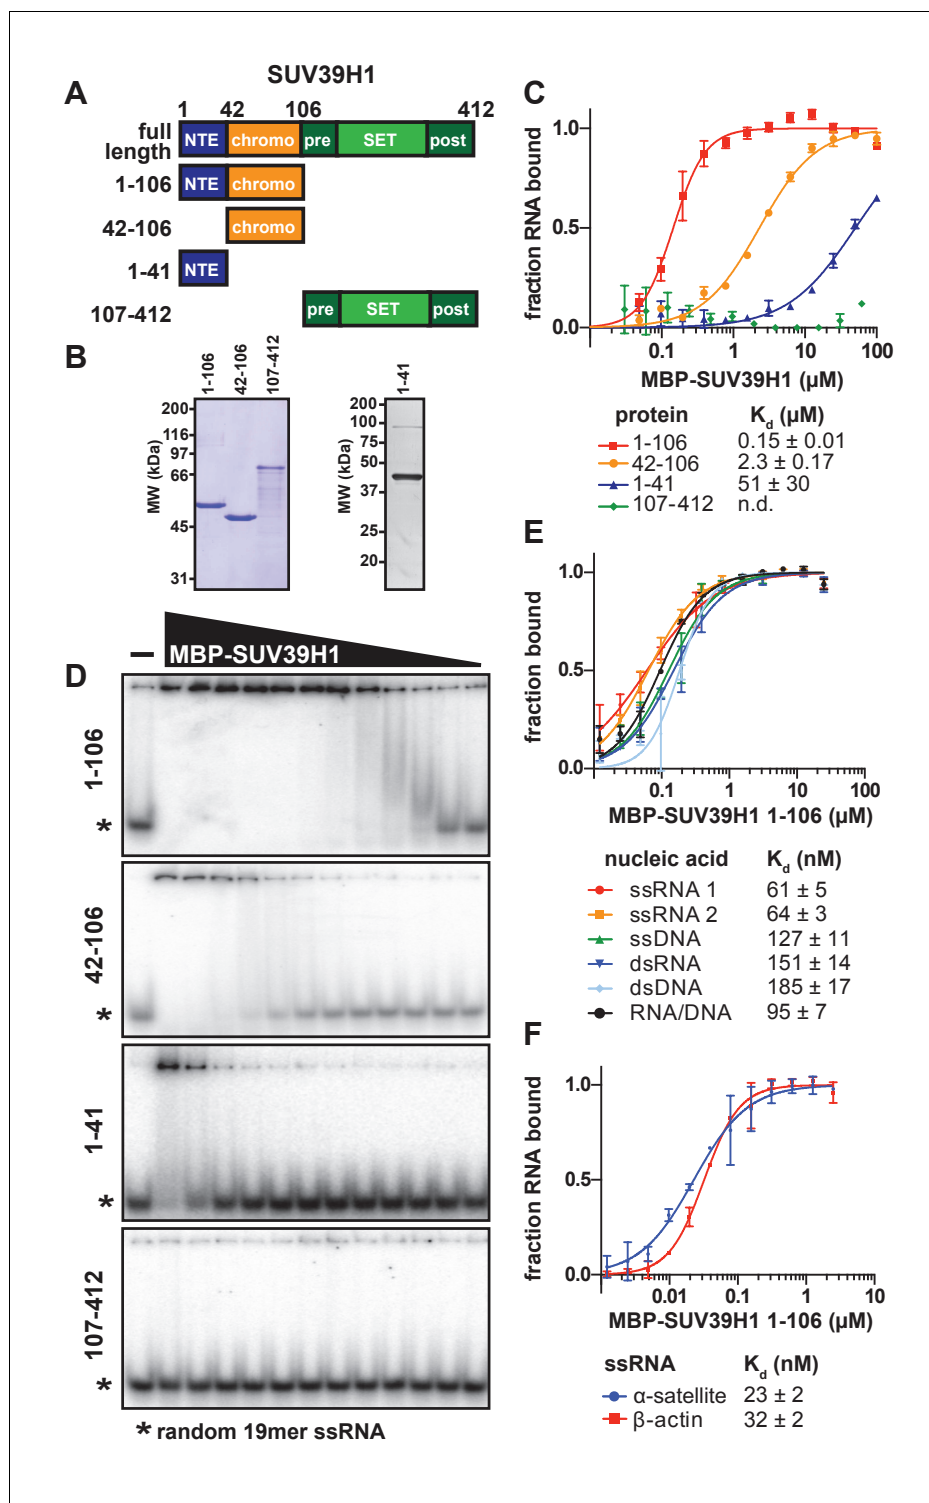 A
SUV39H1
1 42 106 412
full length NTE chromo pre SET post
1-106 NTE chromo
42-106 chromo
1-41 NTE
107-412 pre SET post
B
1-106 42-106 107-412
MW (kDa)
200
116
97
66
45
31
1-41
MW (kDa)
200
100
75
50
37
25
20
C
fraction RNA bound
1.0
0.5
0.0
0.1 1 10 100
MBP-SUV39H1 (µM)
protein Kd (µM)
1-106 0.15 ± 0.01
42-106 2.3 ± 0.17
1-41 51 ± 30
107-412 n.d.
D
– MBP-SUV39H1
1-106
*
42-106
*
1-41
*
107-412
*
* random 19mer ssRNA
E
fraction bound
1.0
0.5
0.0
0.1 1 10 100
MBP-SUV39H1 1-106 (µM)
nucleic acid Kd (nM)
ssRNA 1 61 ± 5
ssRNA 2 64 ± 3
ssDNA 127 ± 11
dsRNA 151 ± 14
dsDNA 185 ± 17
RNA/DNA 95 ± 7
F
fraction RNA bound
1.0
0.5
0.0
0.01 0.1 1 10
MBP-SUV39H1 1-106 (µM)
ssRNA Kd (nM)
α-satellite 23 ± 2
β-actin 32 ± 2